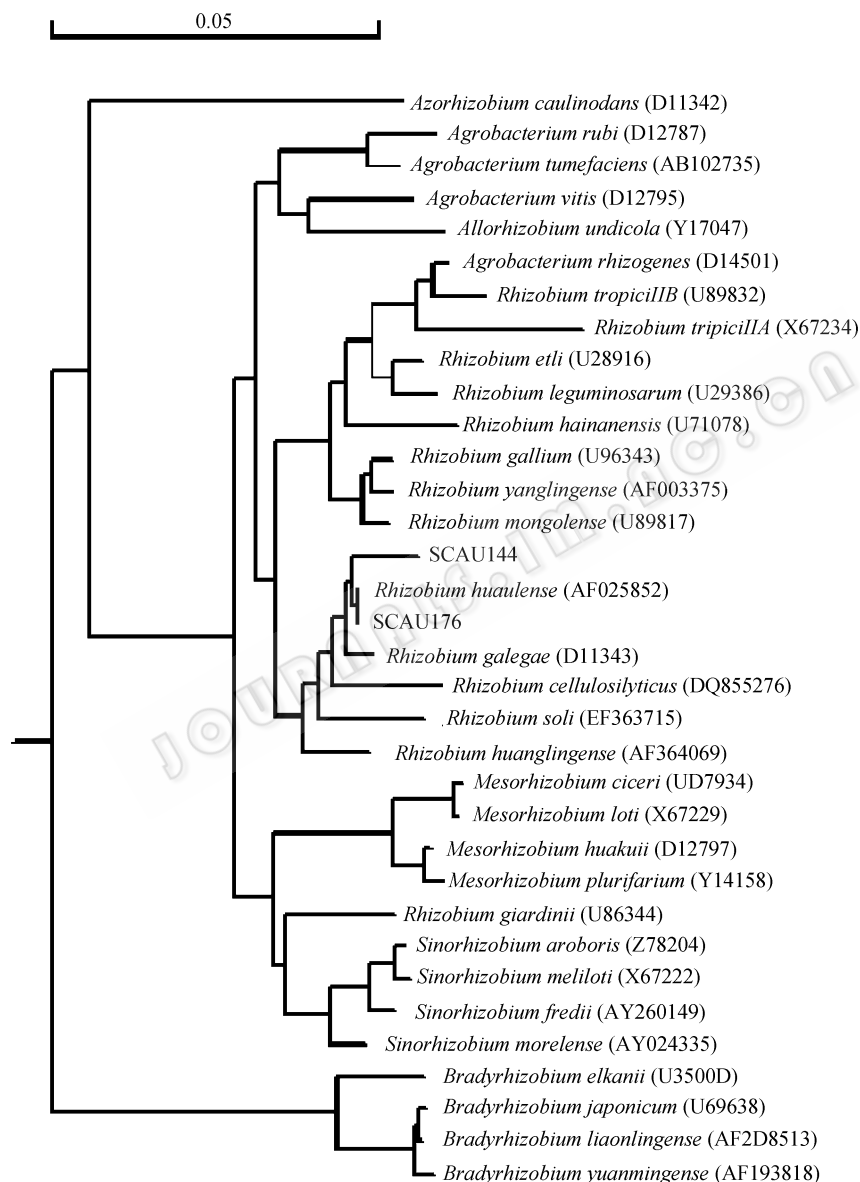 0.05
Azorhizobium caulinodans (D11342)
Agrobacterium rubi (D12787)
Agrobacterium tumefaciens (AB102735)
Agrobacterium vitis (D12795)
Allorhizobium undicola (Y17047)
Agrobacterium rhizogenes (D14501)
Rhizobium tropiciIIB (U89832)
Rhizobium tripiciIIA (X67234)
Rhizobium etli (U28916)
Rhizobium leguminosarum (U29386)
Rhizobium hainanensis (U71078)
Rhizobium gallium (U96343)
Rhizobium yanglingense (AF003375)
Rhizobium mongolense (U89817)
SCAU144
Rhizobium huaulense (AF025852)
SCAU176
Rhizobium galegae (D11343)
Rhizobium cellulosilyticus (DQ855276)
Rhizobium soli (EF363715)
Rhizobium huanglingense (AF364069)
Mesorhizobium ciceri (UD7934)
Mesorhizobium loti (X67229)
Mesorhizobium huakuii (D12797)
Mesorhizobium plurifarium (Y14158)
Rhizobium giardinii (U86344)
Sinorhizobium aroboris (Z78204)
Sinorhizobium meliloti (X67222)
Sinorhizobium fredii (AY260149)
Sinorhizobium morelense (AY024335)
Bradyrhizobium elkanii (U3500D)
Bradyrhizobium japonicum (U69638)
Bradyrhizobium liaonlingense (AF2D8513)
Bradyrhizobium yuanmingense (AF193818)
journals.im.ac.cn